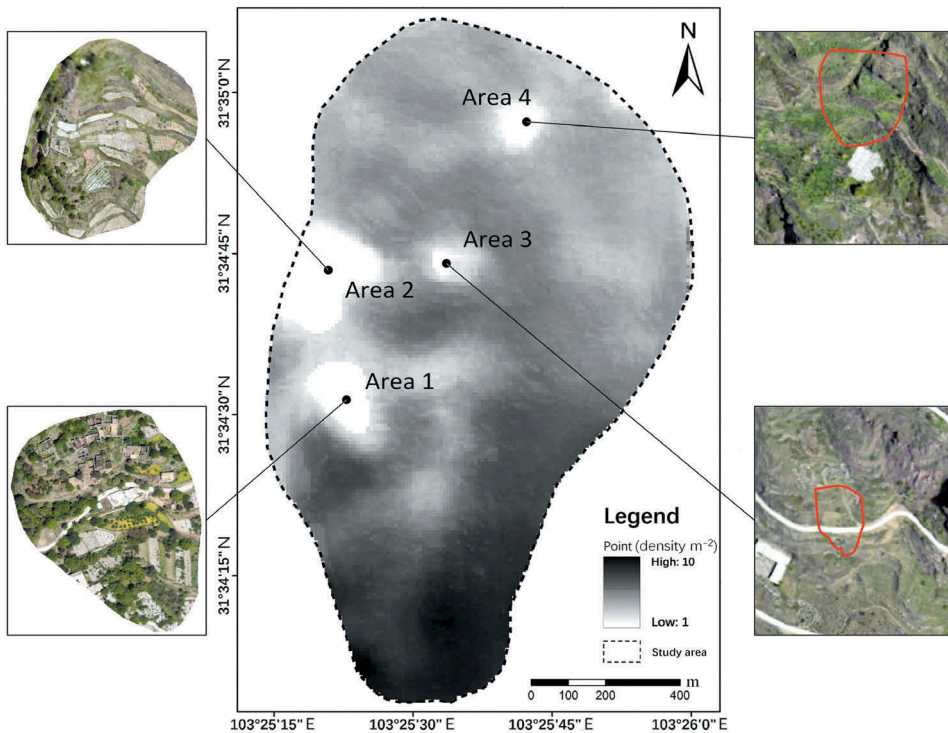 N
Area 4
Area 3
Area 2
Area 1
31°35'0" N
31°34'45" N
31°34'30" N
31°34'15" N
Legend
Point (density m⁻²)
High: 10
Low: 1
Study area
0 100 200 400 m
103°25'15" E 103°25'30" E 103°25'45" E 103°26'0" E